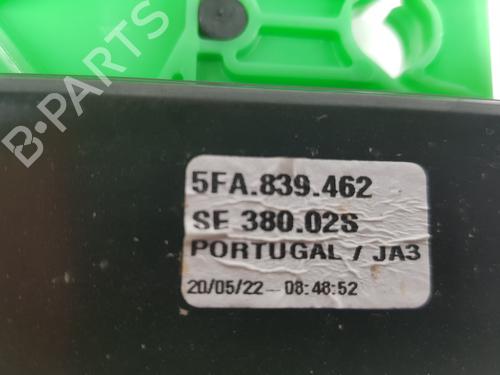 B-PARTS
5FA.839.462
SE 380.02S
PORTUGAL / JA3
20/05/22 - 08:48:52